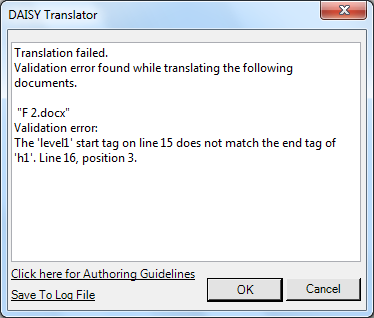 DAISY Translator
Translation failed.
Validation error found while translating the following
documents.
"F 2.docx"
Validation error:
The 'level1' start tag on line 15 does not match the end tag of
'h1'. Line 16, position 3.
Click here for Authoring Guidelines
Save To Log File
OK
Cancel